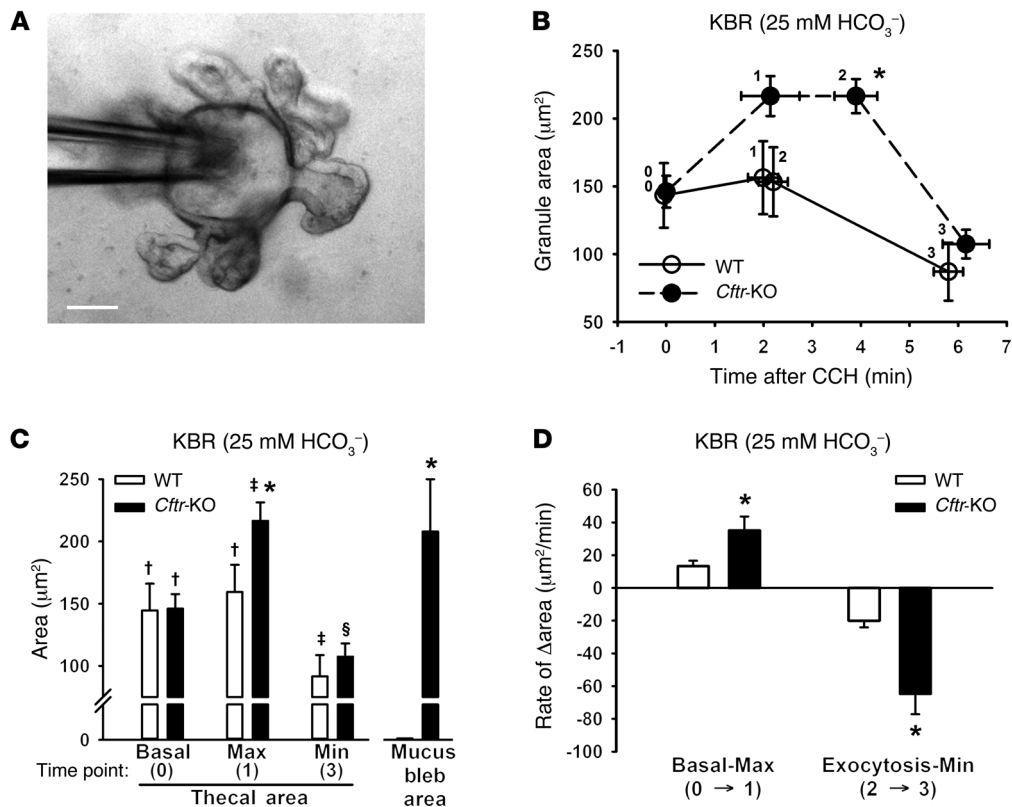 A
B
KBR (25 mM HCO₃⁻)
Granule area (μm²)
250
200
150
100
50
0
0
1
2
3
1
2
*
3
WT
Cftr-KO
-1 0 1 2 3 4 5 6 7
Time after CCH (min)
C
KBR (25 mM HCO₃⁻)
Area (μm²)
WT
Cftr-KO
250
200
150
100
0
† † † ‡ * ‡ § *
Basal Max Min Mucus
Time point: (0) (1) (3) bleb
Thecal area area
D
KBR (25 mM HCO₃⁻)
Rate of Δarea (μm²/min)
WT
Cftr-KO
60
40
20
0
-20
-40
-60
-80
-100
*
*
Basal-Max Exocytosis-Min
(0 → 1) (2 → 3)